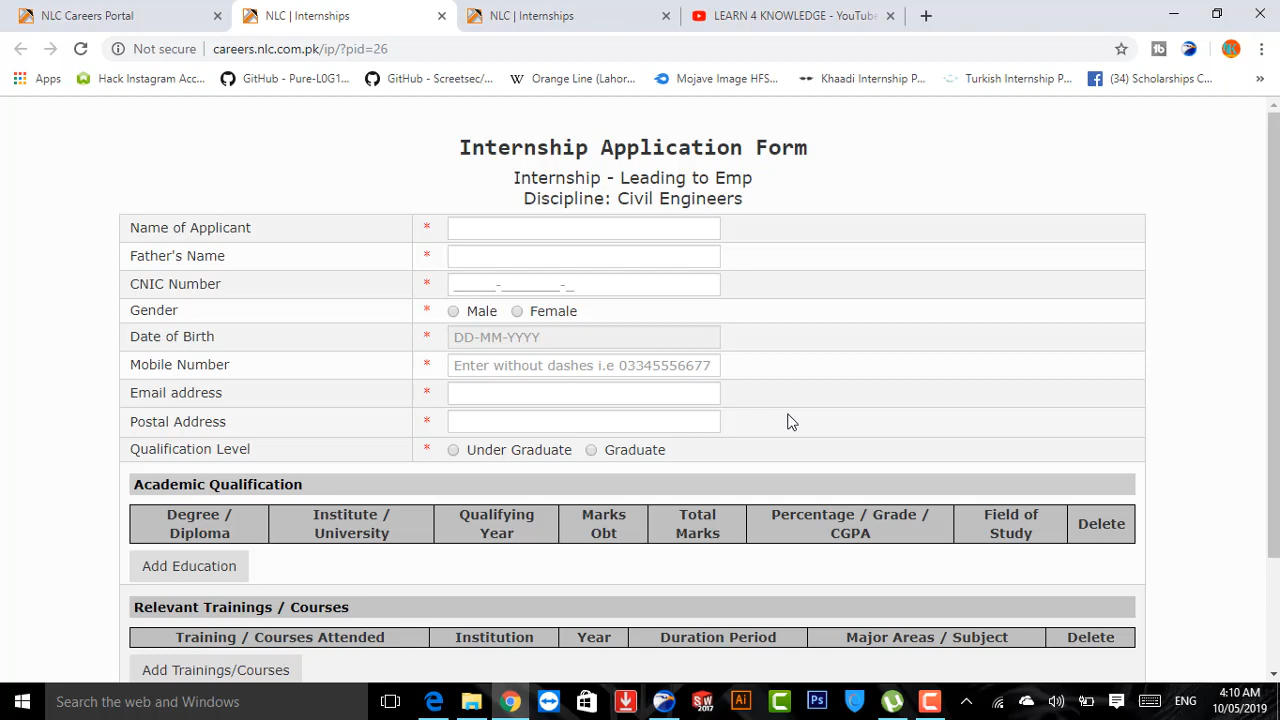 NLC Careers Portal
NLC | Internships
NLC | Internships
LEARN 4 KNOWLEDGE - YouTube
Not secure
careers.nlc.com.pk/ip/?pid=26
Apps
Hack Instagram Acc...
GitHub - Pure-L0G1...
GitHub - Screetsec/...
Orange Line (Lahor...
Mojave Image HFS...
Khaadi Internship P...
Turkish Internship P...
(34) Scholarships C...
Internship Application Form
Internship - Leading to Emp
Discipline: Civil Engineers
Name of Applicant *
Father's Name *
CNIC Number * _____-_______-_
Gender * Male Female
Date of Birth * DD-MM-YYYY
Mobile Number * Enter without dashes i.e 03345556677
Email address *
Postal Address *
Qualification Level * Under Graduate Graduate
Academic Qualification
Degree / Diploma
Institute / University
Qualifying Year
Marks Obt
Total Marks
Percentage / Grade / CGPA
Field of Study
Delete
Add Education
Relevant Trainings / Courses
Training / Courses Attended Institution Year Duration Period Major Areas / Subject Delete
Add Trainings/Courses
Search the web and Windows
SW
2017
Ai
C
Ps
C
ENG
4:10 AM
10/05/2019